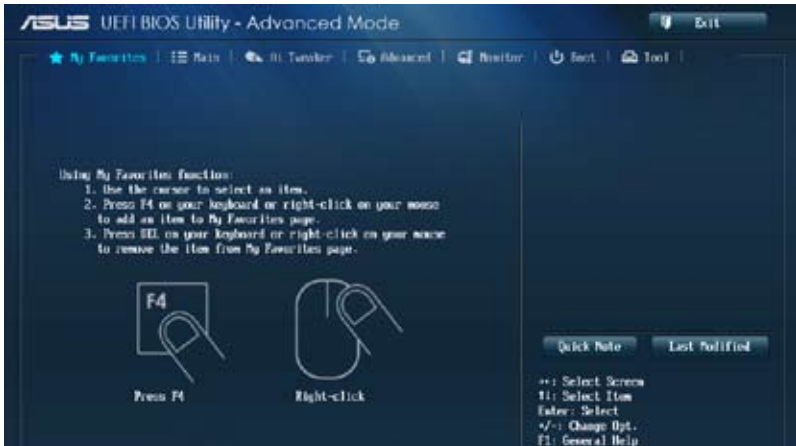 ASUS UEFI BIOS Utility - Advanced Mode
Exit
My Favorites
Main
Ai Tweaker
Advanced
Monitor
Boot
Tool
Using My Favorites function:
1. Use the cursor to select an item.
2. Press F4 on your keyboard or right-click on your mouse
to add an item to My Favorites page.
3. Press DEL on your keyboard or right-click on your mouse
to remove the item from My Favorites page.
F4
Press F4
Right-click
Quick Note
Last Modified
→←: Select Screen
↑↓: Select Item
Enter: Select
+/-: Change Opt.
F1: General Help